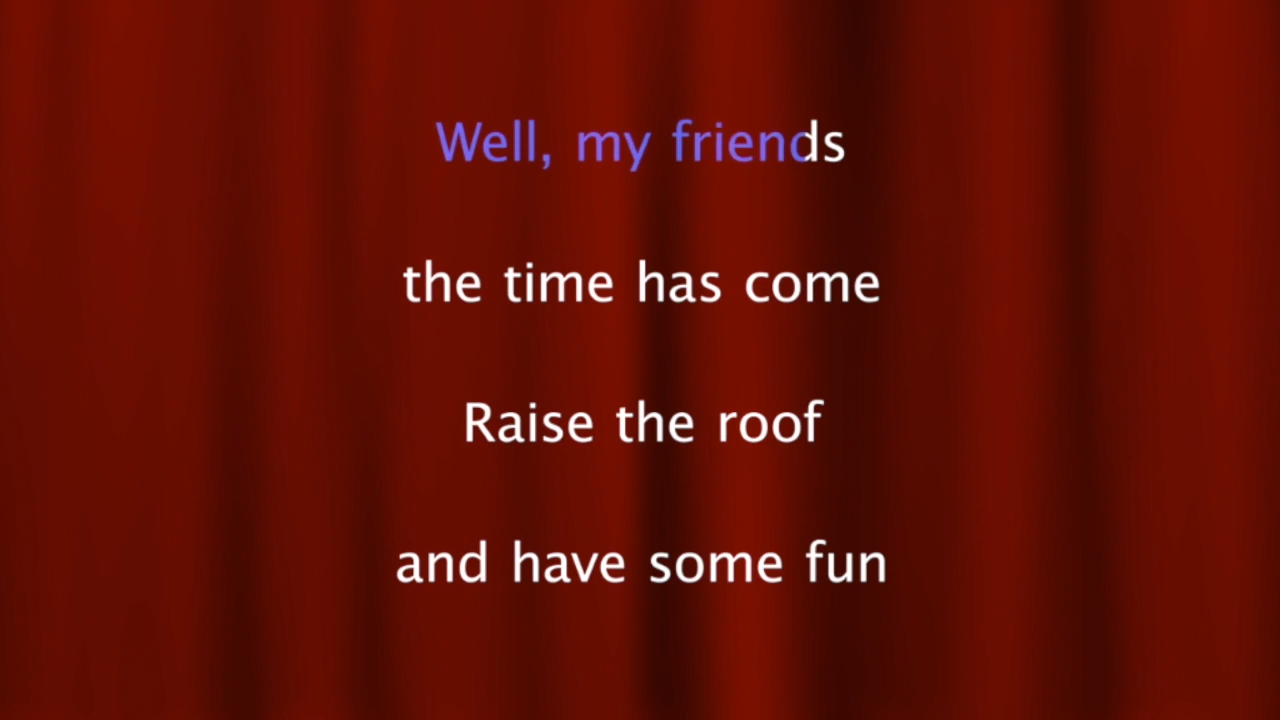 Well, my friends
the time has come
Raise the roof
and have some fun